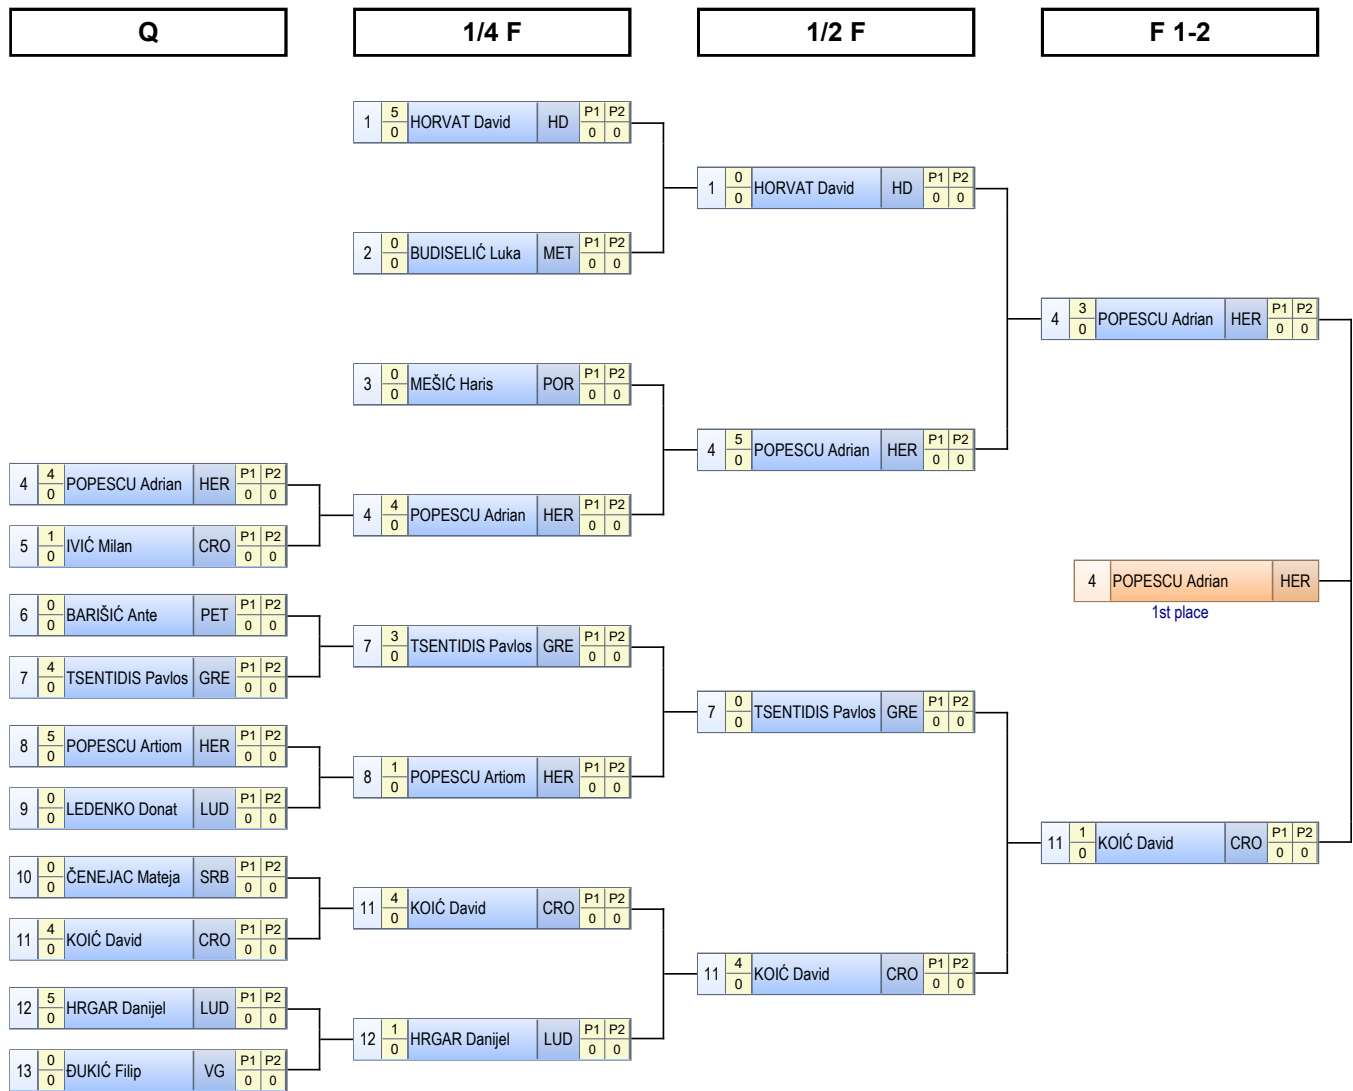 Q 1/4 F 1/2 F F 1-2
1 5 0 HORVAT David HD P1 P2 0 0
2 0 0 BUDISELIĆ Luka MET P1 P2 0 0
3 0 0 MEŠIĆ Haris POR P1 P2 0 0
4 4 0 POPESCU Adrian HER P1 P2 0 0
5 1 0 IVIĆ Milan CRO P1 P2 0 0
4 4 0 POPESCU Adrian HER P1 P2 0 0
6 0 0 BARIŠIĆ Ante PET P1 P2 0 0
7 4 0 TSENTIDIS Pavlos GRE P1 P2 0 0
7 3 0 TSENTIDIS Pavlos GRE P1 P2 0 0
8 5 0 POPESCU Artiom HER P1 P2 0 0
9 0 0 LEDENKO Donat LUD P1 P2 0 0
8 1 0 POPESCU Artiom HER P1 P2 0 0
10 0 0 ČENEJAC Mateja SRB P1 P2 0 0
11 4 0 KOIĆ David CRO P1 P2 0 0
11 4 0 KOIĆ David CRO P1 P2 0 0
12 5 0 HRGAR Danijel LUD P1 P2 0 0
13 0 0 ĐUKIĆ Filip VG P1 P2 0 0
12 1 0 HRGAR Danijel LUD P1 P2 0 0
1 0 0 HORVAT David HD P1 P2 0 0
4 5 0 POPESCU Adrian HER P1 P2 0 0
7 0 0 TSENTIDIS Pavlos GRE P1 P2 0 0
11 4 0 KOIĆ David CRO P1 P2 0 0
4 3 0 POPESCU Adrian HER P1 P2 0 0
4 POPESCU Adrian HER
1st place
11 1 0 KOIĆ David CRO P1 P2 0 0